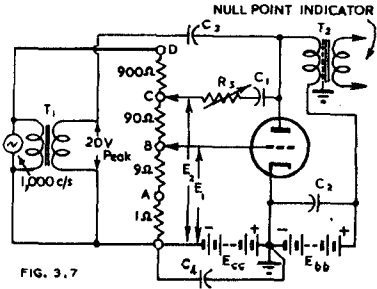 NULL POINT INDICATOR
C3
T2
D
900Ω
C
R3
C1
90Ω
T1
20V
Peak
B
E2
E1
9Ω
1,000 c/s
A
C2
1Ω
- + - +
Ecc
Ebb
C4
FIG. 3.7